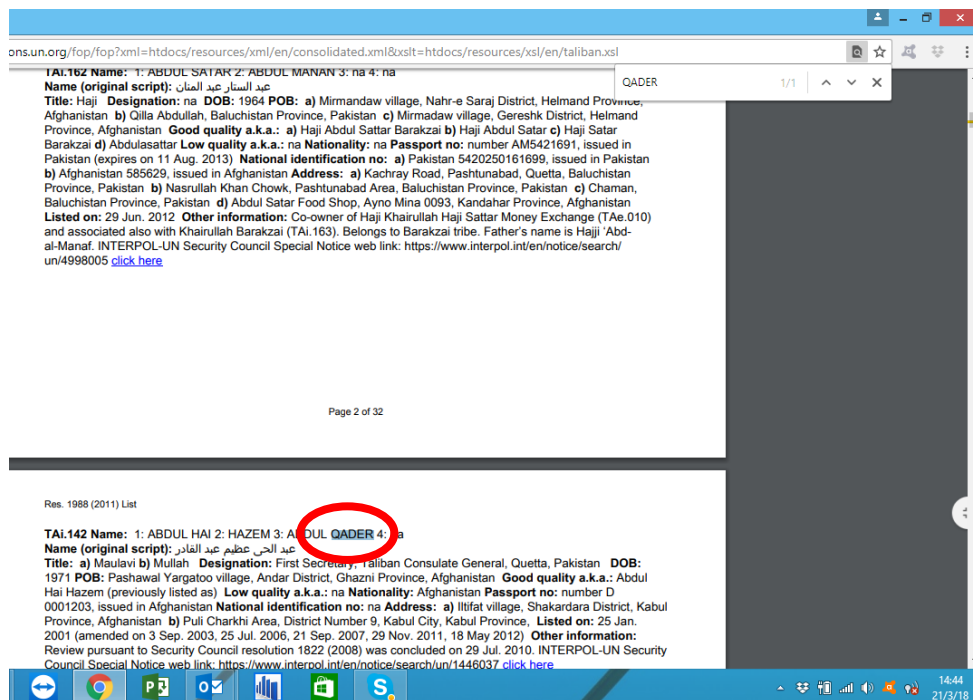 ons.un.org/fop/fop?xml=htdocs/resources/xml/en/consolidated.xml&xslt=htdocs/resources/xsl/en/taliban.xsl
QADER 1/1
TAi.162 Name: 1: ABDUL SATAR 2: ABDUL MANAN 3: na 4: na
Name (original script): عبد الستار عبد المنان
Title: Haji Designation: na DOB: 1964 POB: a) Mirmandaw village, Nahr-e Saraj District, Helmand Province,
Afghanistan b) Qilla Abdullah, Baluchistan Province, Pakistan c) Mirmadaw village, Gereshk District, Helmand
Province, Afghanistan Good quality a.k.a.: a) Haji Abdul Sattar Barakzai b) Haji Abdul Satar c) Haji Satar
Barakzai d) Abdulasattar Low quality a.k.a.: na Nationality: na Passport no: number AM5421691, issued in
Pakistan (expires on 11 Aug. 2013) National identification no: a) Pakistan 5420250161699, issued in Pakistan
b) Afghanistan 585629, issued in Afghanistan Address: a) Kachray Road, Pashtunabad, Quetta, Baluchistan
Province, Pakistan b) Nasrullah Khan Chowk, Pashtunabad Area, Baluchistan Province, Pakistan c) Chaman,
Baluchistan Province, Pakistan d) Abdul Satar Food Shop, Ayno Mina 0093, Kandahar Province, Afghanistan
Listed on: 29 Jun. 2012 Other information: Co-owner of Haji Khairullah Haji Sattar Money Exchange (TAe.010)
and associated also with Khairullah Barakzai (TAi.163). Belongs to Barakzai tribe. Father's name is Hajji 'Abd-
al-Manaf. INTERPOL-UN Security Council Special Notice web link: https://www.interpol.int/en/notice/search/
un/4998005 click here
Page 2 of 32
Res. 1988 (2011) List
TAi.142 Name: 1: ABDUL HAI 2: HAZEM 3: ABDUL QADER 4: na
Name (original script): عبد الحی عظیم عبد القادر
Title: a) Maulavi b) Mullah Designation: First Secretary, Taliban Consulate General, Quetta, Pakistan DOB:
1971 POB: Pashawal Yargatoo village, Andar District, Ghazni Province, Afghanistan Good quality a.k.a.: Abdul
Hai Hazem (previously listed as) Low quality a.k.a.: na Nationality: Afghanistan Passport no: number D
0001203, issued in Afghanistan National identification no: na Address: a) Iltifat village, Shakardara District, Kabul
Province, Afghanistan b) Puli Charkhi Area, District Number 9, Kabul City, Kabul Province, Listed on: 25 Jan.
2001 (amended on 3 Sep. 2003, 25 Jul. 2006, 21 Sep. 2007, 29 Nov. 2011, 18 May 2012) Other information:
Review pursuant to Security Council resolution 1822 (2008) was concluded on 29 Jul. 2010. INTERPOL-UN Security
Council Special Notice web link: https://www.interpol.int/en/notice/search/un/1446037 click here
14:44
21/3/18